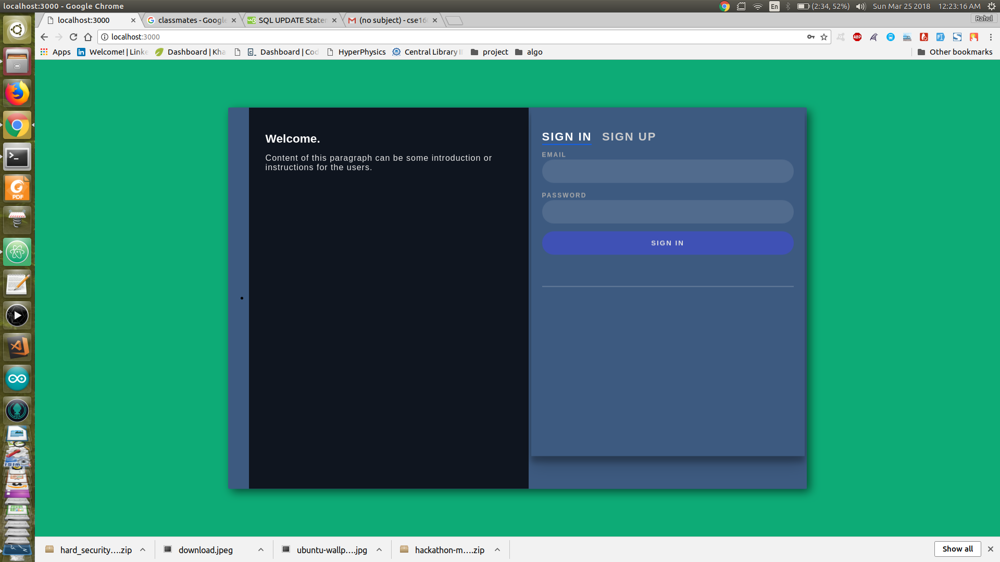 localhost:3000 - Google Chrome
En
(2:34, 52%)
Sun Mar 25 2018
12:23:16 AM
localhost:3000
classmates - Google
SQL UPDATE Stater
(no subject) - cse16
Rahul
localhost:3000
ABP
Apps
Welcome! | Linke
Dashboard | Kha
Dashboard | Cod
HyperPhysics
Central Library II
project
algo
Other bookmarks
Welcome.
Content of this paragraph can be some introduction or
instructions for the users.
SIGN IN
SIGN UP
EMAIL
PASSWORD
SIGN IN
PDF
hard_security....zip
download.jpeg
ubuntu-wallp....jpg
hackathon-m....zip
Show all